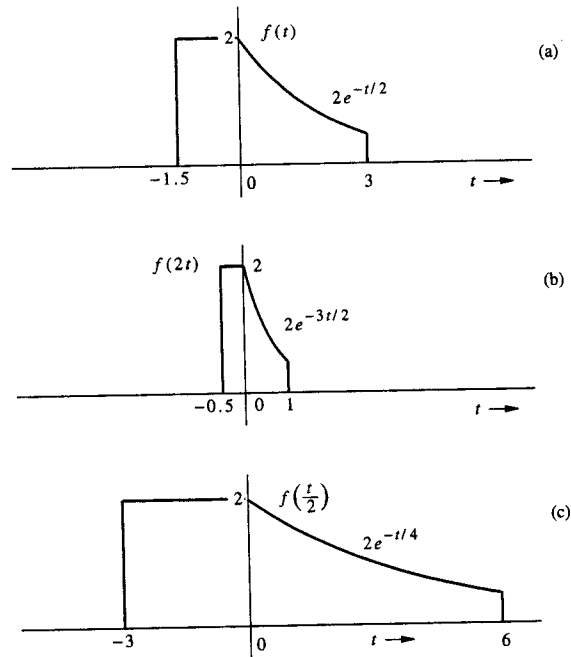 2 f(t)
(a)
2e^{-t/2}
-1.5 0 3 t →
f(2t) 2
(b)
2e^{-3t/2}
-0.5 0 1 t →
2 f(t/2)
(c)
2e^{-t/4}
-3 0 t → 6